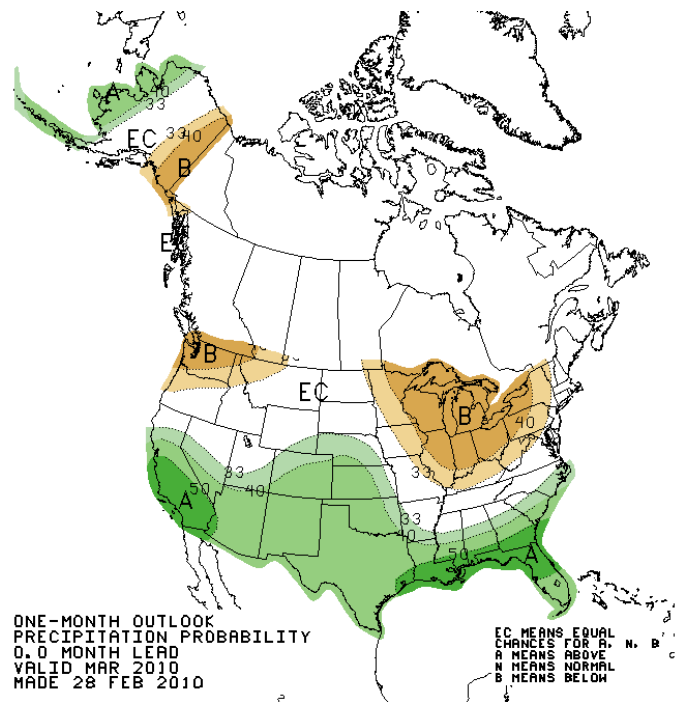 A
40
33
EC
33
40
B
E
B
EC
B
40
33
33
40
50
A
33
40
50
A
ONE-MONTH OUTLOOK
PRECIPITATION PROBABILITY
0.0 MONTH LEAD
VALID MAR 2010
MADE 28 FEB 2010
EC MEANS EQUAL
CHANCES FOR A, N, B
A MEANS ABOVE
N MEANS NORMAL
B MEANS BELOW